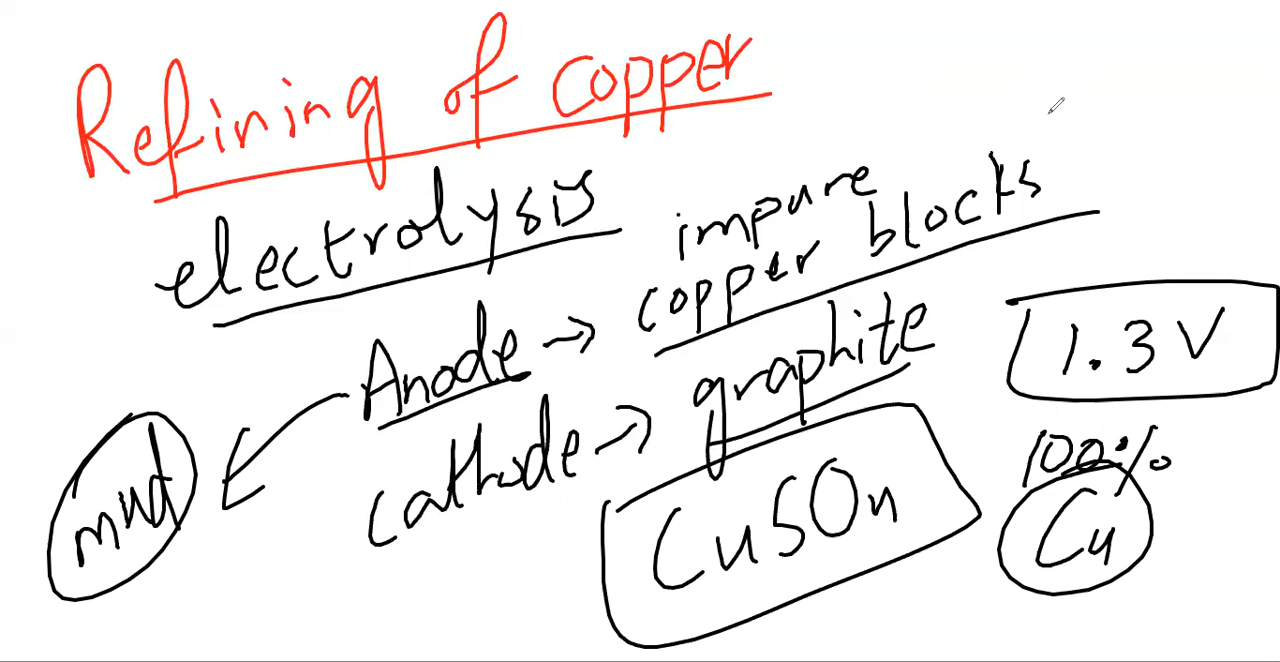 Refining of copper
electrolysis
impure
copper blocks
Anode → 
graphite
cathode →
1.3 V
mud
CuSO4
100%
Cu